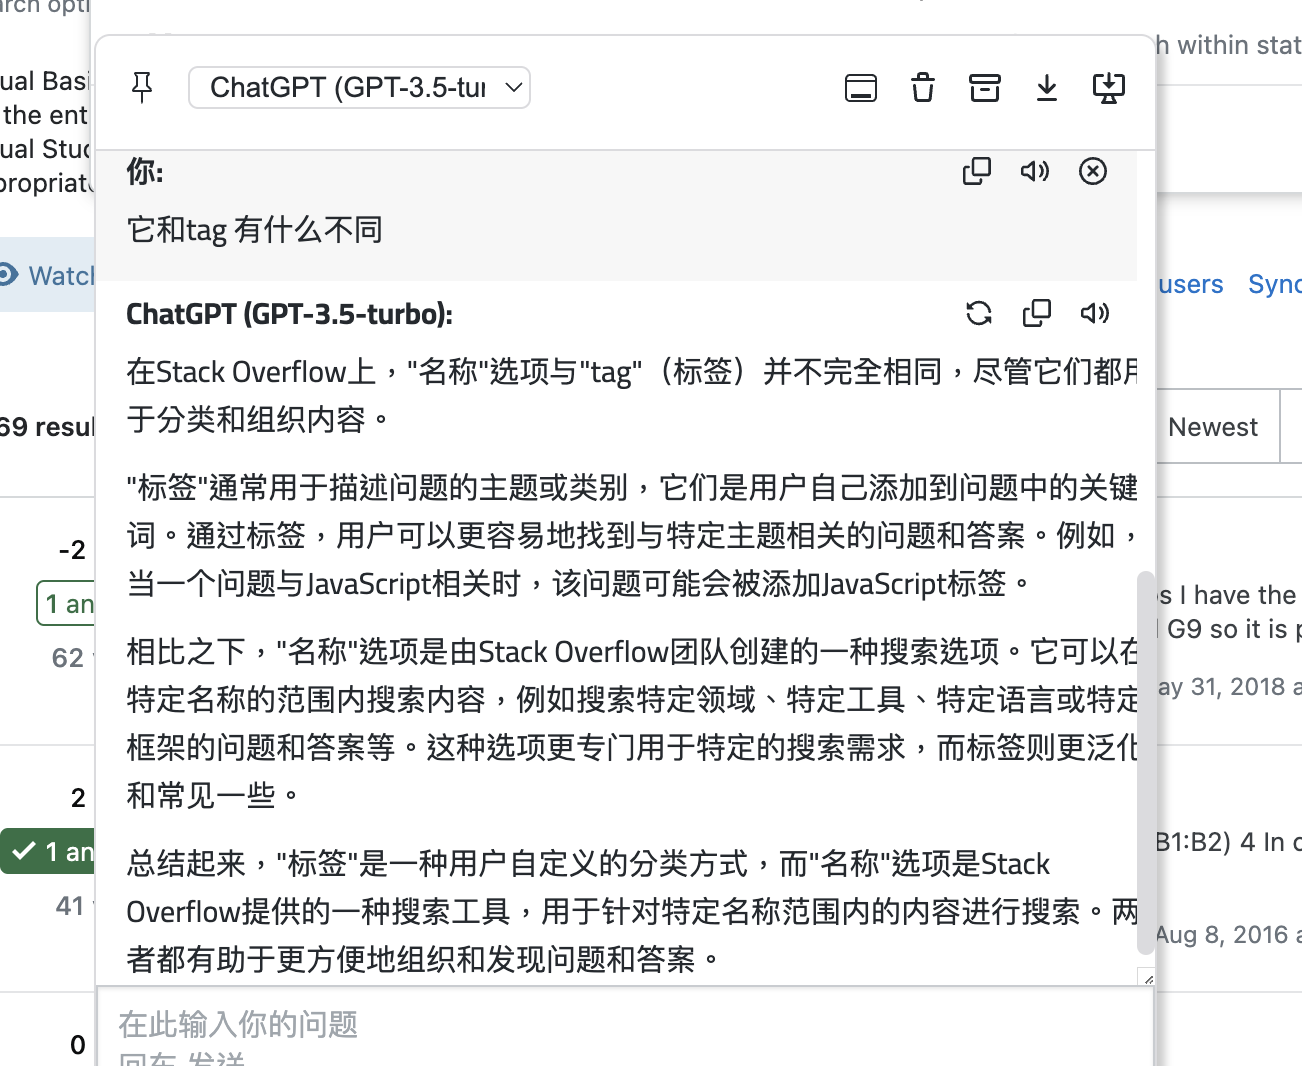 arch opti
h within stat
ual Basi
the ent
ual Stud
propriate
ChatGPT (GPT-3.5-tur
你:
它和tag 有什么不同
Watch
users Sync
ChatGPT (GPT-3.5-turbo):
在Stack Overflow上，"名称"选项与"tag"（标签）并不完全相同，尽管它们都用
于分类和组织内容。
69 resul
Newest
"标签"通常用于描述问题的主题或类别，它们是用户自己添加到问题中的关键
词。通过标签，用户可以更容易地找到与特定主题相关的问题和答案。例如，
当一个问题与JavaScript相关时，该问题可能会被添加JavaScript标签。
-2
1 an
62
s I have the
G9 so it is p
ay 31, 2018 a
相比之下，"名称"选项是由Stack Overflow团队创建的一种搜索选项。它可以在
特定名称的范围内搜索内容，例如搜索特定领域、特定工具、特定语言或特定
框架的问题和答案等。这种选项更专门用于特定的搜索需求，而标签则更泛化
和常见一些。
2
1 an
41
B1:B2) 4 In c
Aug 8, 2016 a
总结起来，"标签"是一种用户自定义的分类方式，而"名称"选项是Stack
Overflow提供的一种搜索工具，用于针对特定名称范围内的内容进行搜索。两
者都有助于更方便地组织和发现问题和答案。
0
在此输入你的问题
回车 发送